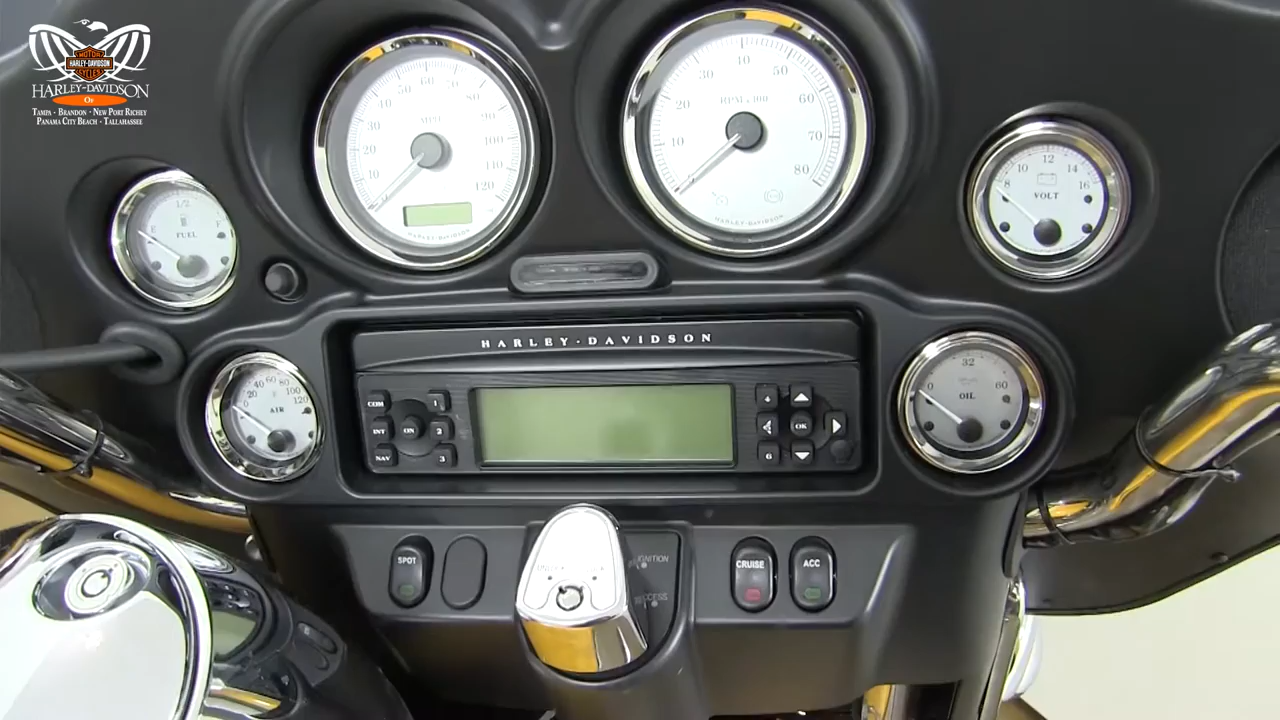 MOTOR
HARLEY-DAVIDSON
CYCLES
HARLEY-DAVIDSON
Of
TAMPA · BRANDON · NEW PORT RICHEY
PANAMA CITY BEACH · TALLAHASSEE
10 20 30 40 50 60 70 80 90 100 110 120
MPH
HARLEY-DAVIDSON
10 20 30 40 50 60 70 80
RPM x 100
HARLEY-DAVIDSON
E 1/2 F
FUEL
8 10 12 14 16
VOLT
HARLEY·DAVIDSON
0 20 40 60 80 100 120
AIR
COM
INT
NAV
ON
1
2
3
4
6
OK
0 32 60
OIL
SPOT
IGNITION
CRUISE
ACC